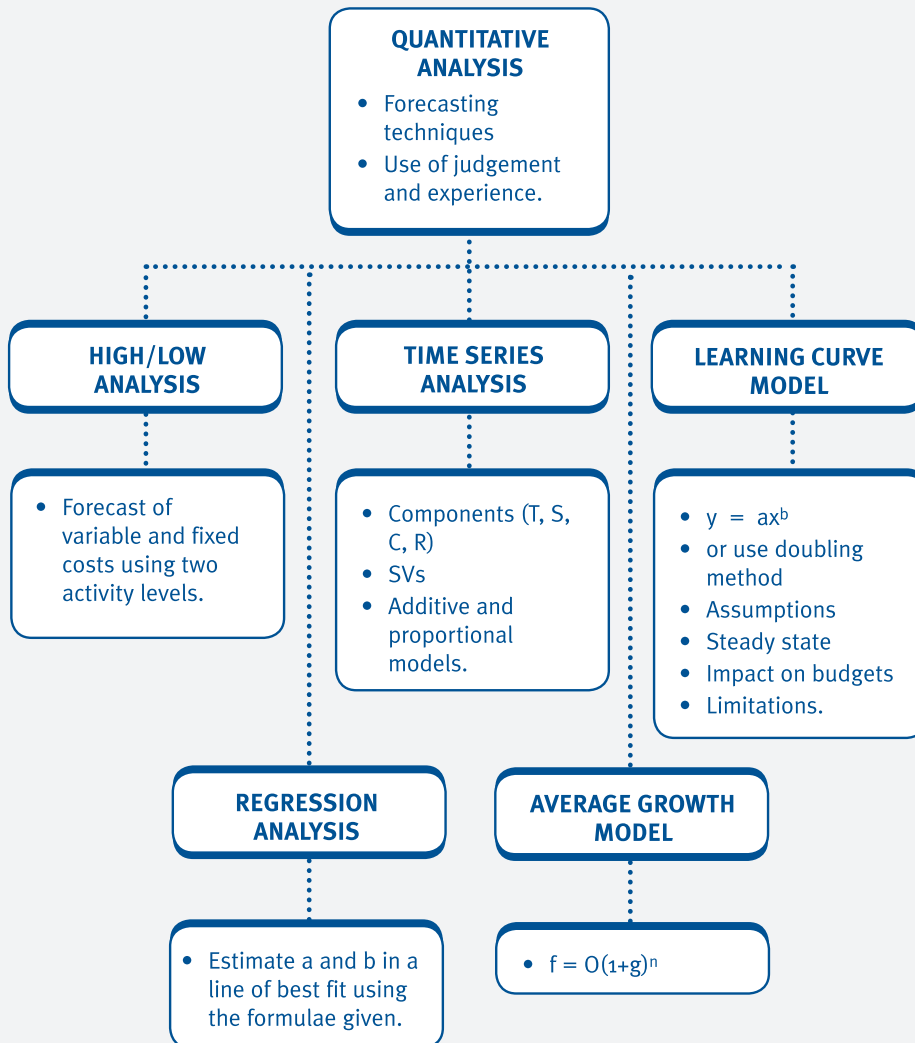 QUANTITATIVE
ANALYSIS
• Forecasting
techniques
• Use of judgement
and experience.
HIGH/LOW
ANALYSIS
• Forecast of
variable and fixed
costs using two
activity levels.
TIME SERIES
ANALYSIS
• Components (T, S,
C, R)
• SVs
• Additive and
proportional
models.
LEARNING CURVE
MODEL
• y = axᵇ
• or use doubling
method
• Assumptions
• Steady state
• Impact on budgets
• Limitations.
REGRESSION
ANALYSIS
• Estimate a and b in a
line of best fit using
the formulae given.
AVERAGE GROWTH
MODEL
• f = O(1+g)ⁿ